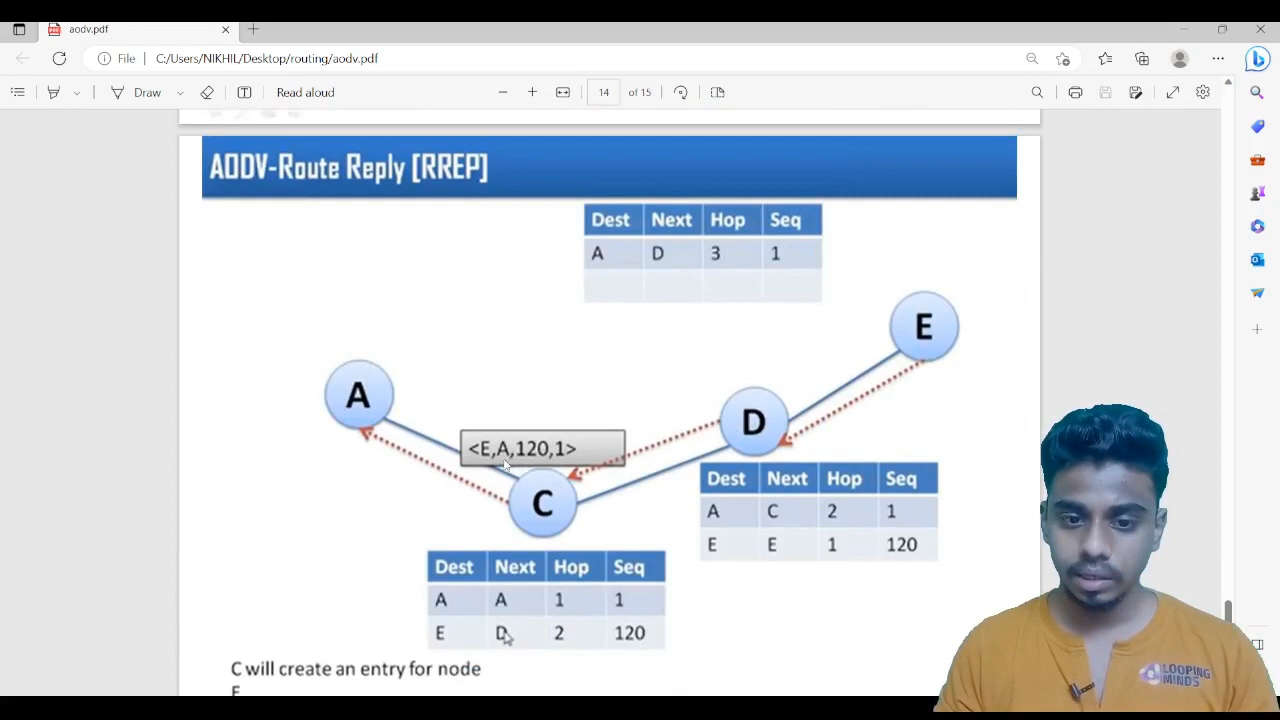 aodv.pdf
File
C:/Users/NIKHIL/Desktop/routing/aodv.pdf
Draw
Read aloud
14
of 15
AODV-Route Reply [RREP]
Dest Next Hop Seq
A D 3 1
E
A
D
<E,A,120,1>
C
Dest Next Hop Seq
A C 2 1
E E 1 120
Dest Next Hop Seq
A A 1 1
E D 2 120
C will create an entry for node
E
LOOPING
MINDS